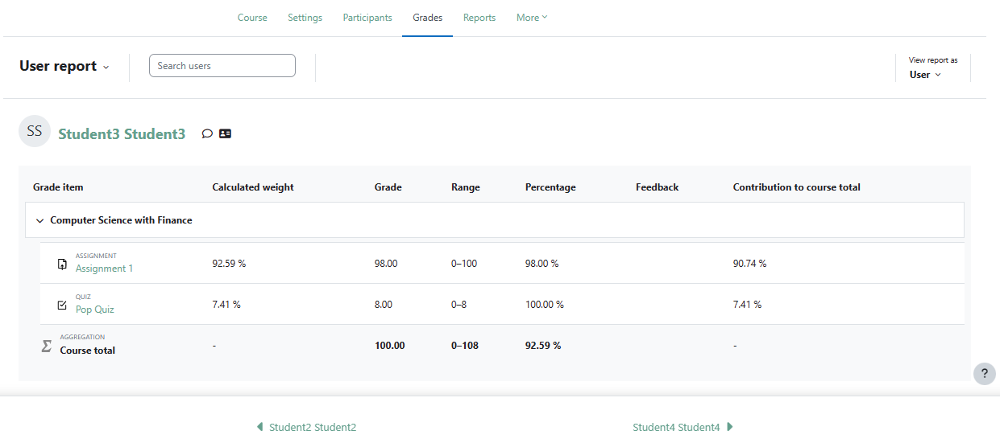 Course Settings Participants Grades Reports More
User report
Search users
View report as
User
SS
Student3 Student3
Grade item Calculated weight Grade Range Percentage Feedback Contribution to course total
Computer Science with Finance
ASSIGNMENT
Assignment 1 92.59 % 98.00 0–100 98.00 % 90.74 %
QUIZ
Pop Quiz 7.41 % 8.00 0–8 100.00 % 7.41 %
AGGREGATION
Course total - 100.00 0–108 92.59 % -
?
Student2 Student2 Student4 Student4